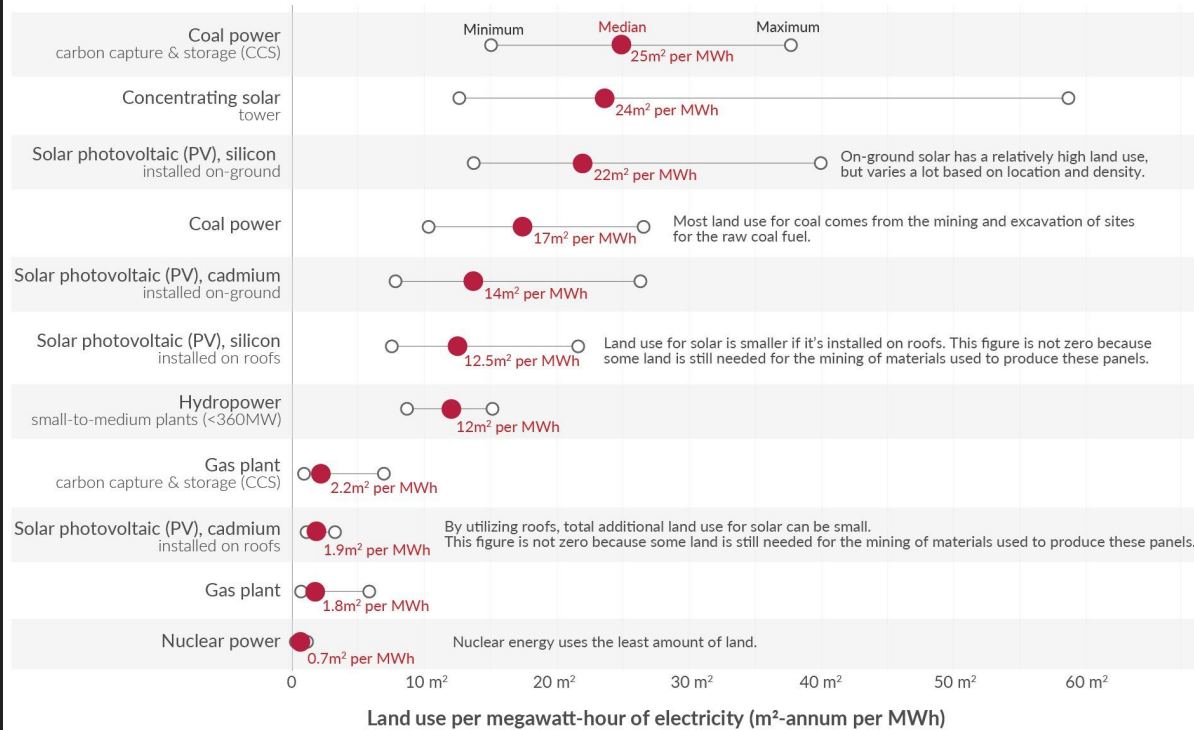 Minimum
Median
Maximum
Coal power
carbon capture & storage (CCS)
25m² per MWh
Concentrating solar
tower
24m² per MWh
Solar photovoltaic (PV), silicon
installed on-ground
22m² per MWh
On-ground solar has a relatively high land use,
but varies a lot based on location and density.
Coal power
17m² per MWh
Most land use for coal comes from the mining and excavation of sites
for the raw coal fuel.
Solar photovoltaic (PV), cadmium
installed on-ground
14m² per MWh
Solar photovoltaic (PV), silicon
installed on roofs
12.5m² per MWh
Land use for solar is smaller if it's installed on roofs. This figure is not zero because
some land is still needed for the mining of materials used to produce these panels.
Hydropower
small-to-medium plants (<360MW)
12m² per MWh
Gas plant
carbon capture & storage (CCS)
2.2m² per MWh
Solar photovoltaic (PV), cadmium
installed on roofs
1.9m² per MWh
By utilizing roofs, total additional land use for solar can be small.
This figure is not zero because some land is still needed for the mining of materials used to produce these panels.
Gas plant
1.8m² per MWh
Nuclear power
0.7m² per MWh
Nuclear energy uses the least amount of land.
0
10 m²
20 m²
30 m²
40 m²
50 m²
60 m²
Land use per megawatt-hour of electricity (m²-annum per MWh)